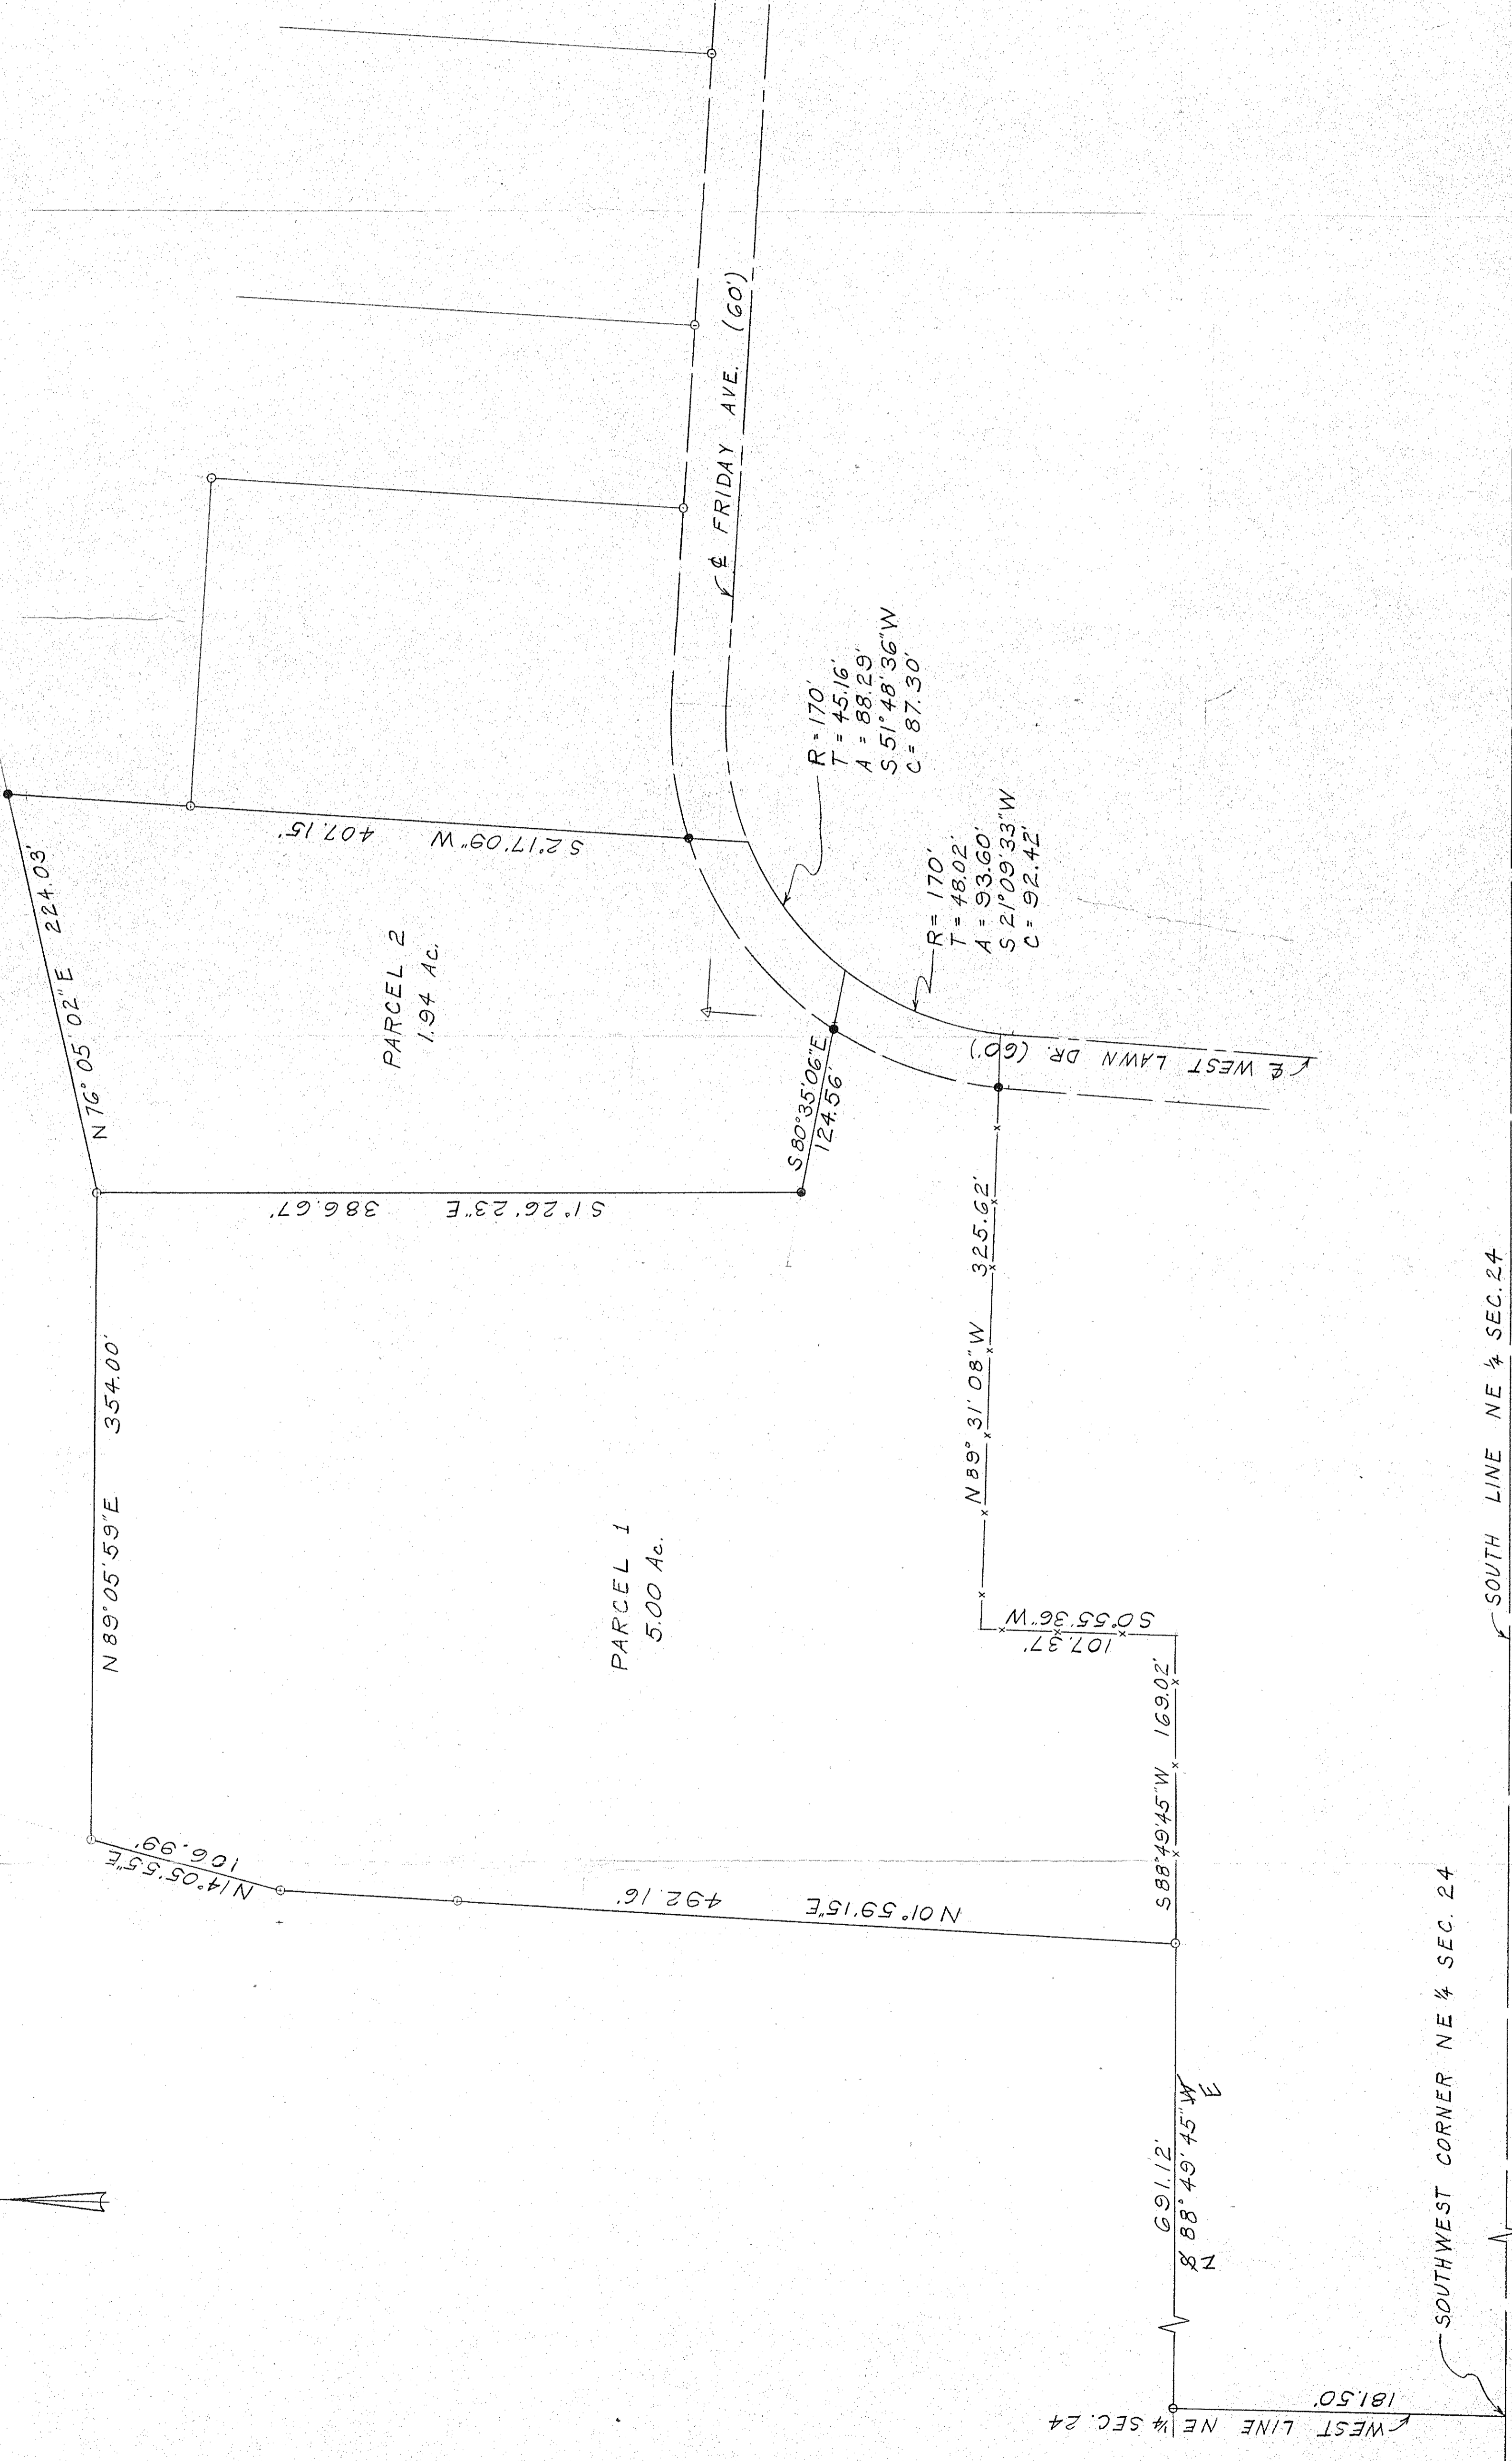 N 76° 05' 02" E 224.03'
S 2°17'09" W 407.15'
PARCEL 2
1.94 Ac.
N 89° 05' 59" E 354.00'
S 1° 26' 23" E 386.67'
S 80° 35' 06" E
124.56'
℄ FRIDAY AVE. (60')
R = 170'
T = 45.16'
A = 88.29'
S 51° 48' 36" W
C = 87.30'
R = 170'
T = 48.02'
A = 93.60'
S 21° 09' 33" W
C = 92.42'
℄ WEST LAWN DR. (60')
N 89° 31' 08" W 325.62'
PARCEL 1
5.00 Ac.
S 0° 55' 36" W
107.37'
S 88° 49' 45" W 169.02'
N 14° 05' 55" E
106.99'
N 01° 59' 15" E 492.16'
691.12'
S 88° 49' 45" W
N E
WEST LINE NE ¼ SEC. 24
181.50'
SOUTHWEST CORNER NE ¼ SEC. 24
SOUTH LINE NE ¼ SEC. 24